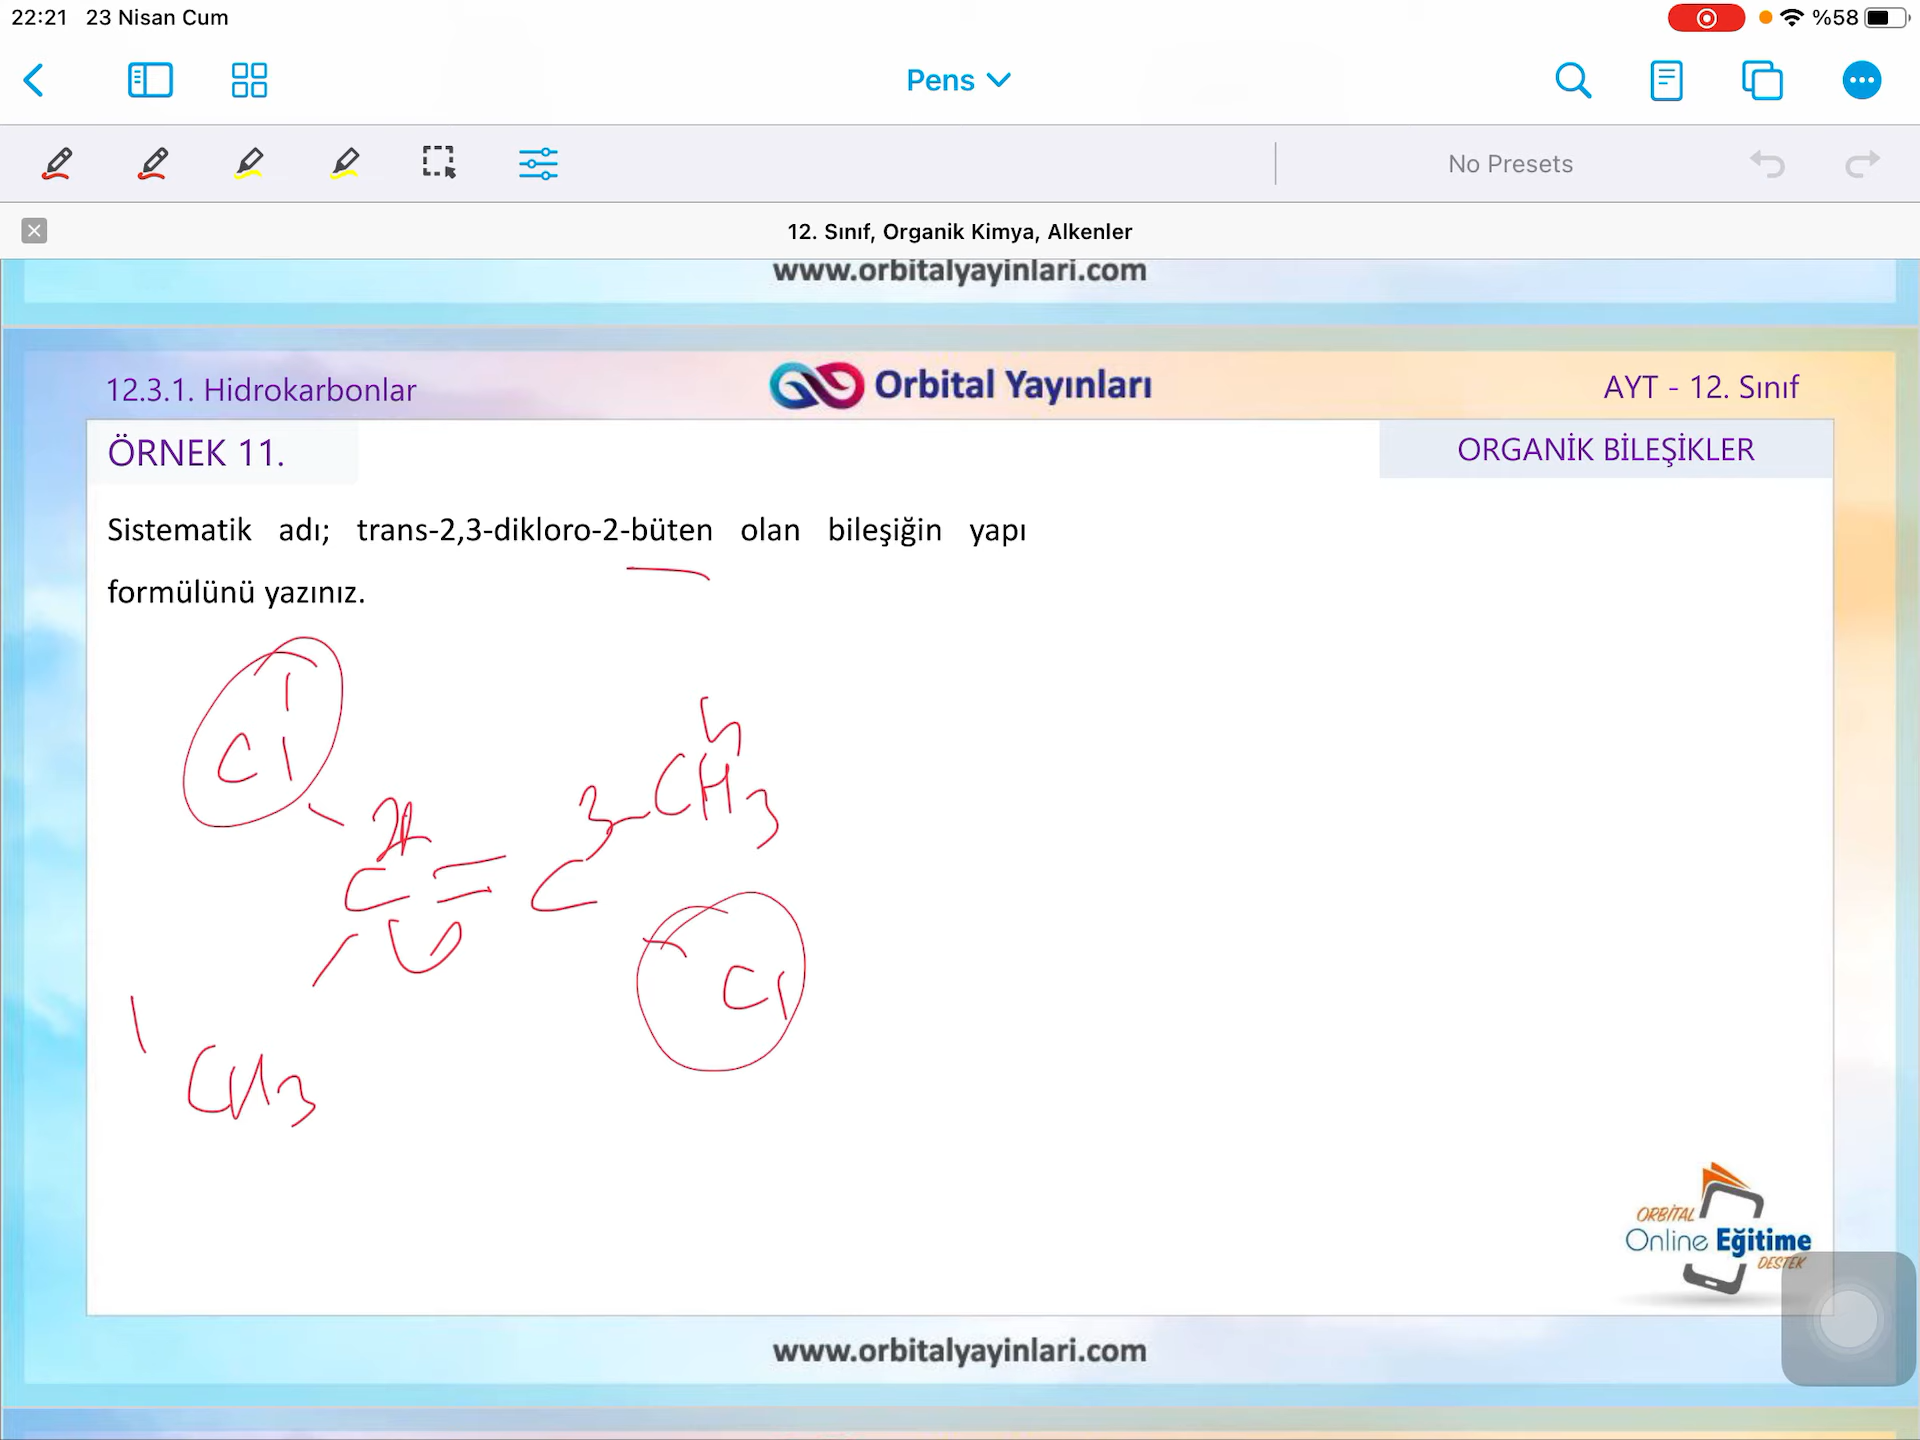 22:21 23 Nisan Cum %58
Pens
No Presets
12. Sınıf, Organik Kimya, Alkenler
www.orbitalyayinlari.com
12.3.1. Hidrokarbonlar Orbital Yayınları AYT - 12. Sınıf
ÖRNEK 11. ORGANİK BİLEŞİKLER
Sistematik adı; trans-2,3-dikloro-2-büten olan bileşiğin yapı
formülünü yazınız.
Cl
2 3 CH3
C = C
Cl
1
CH3
ORBİTAL
Online Eğitime
DESTEK
www.orbitalyayinlari.com